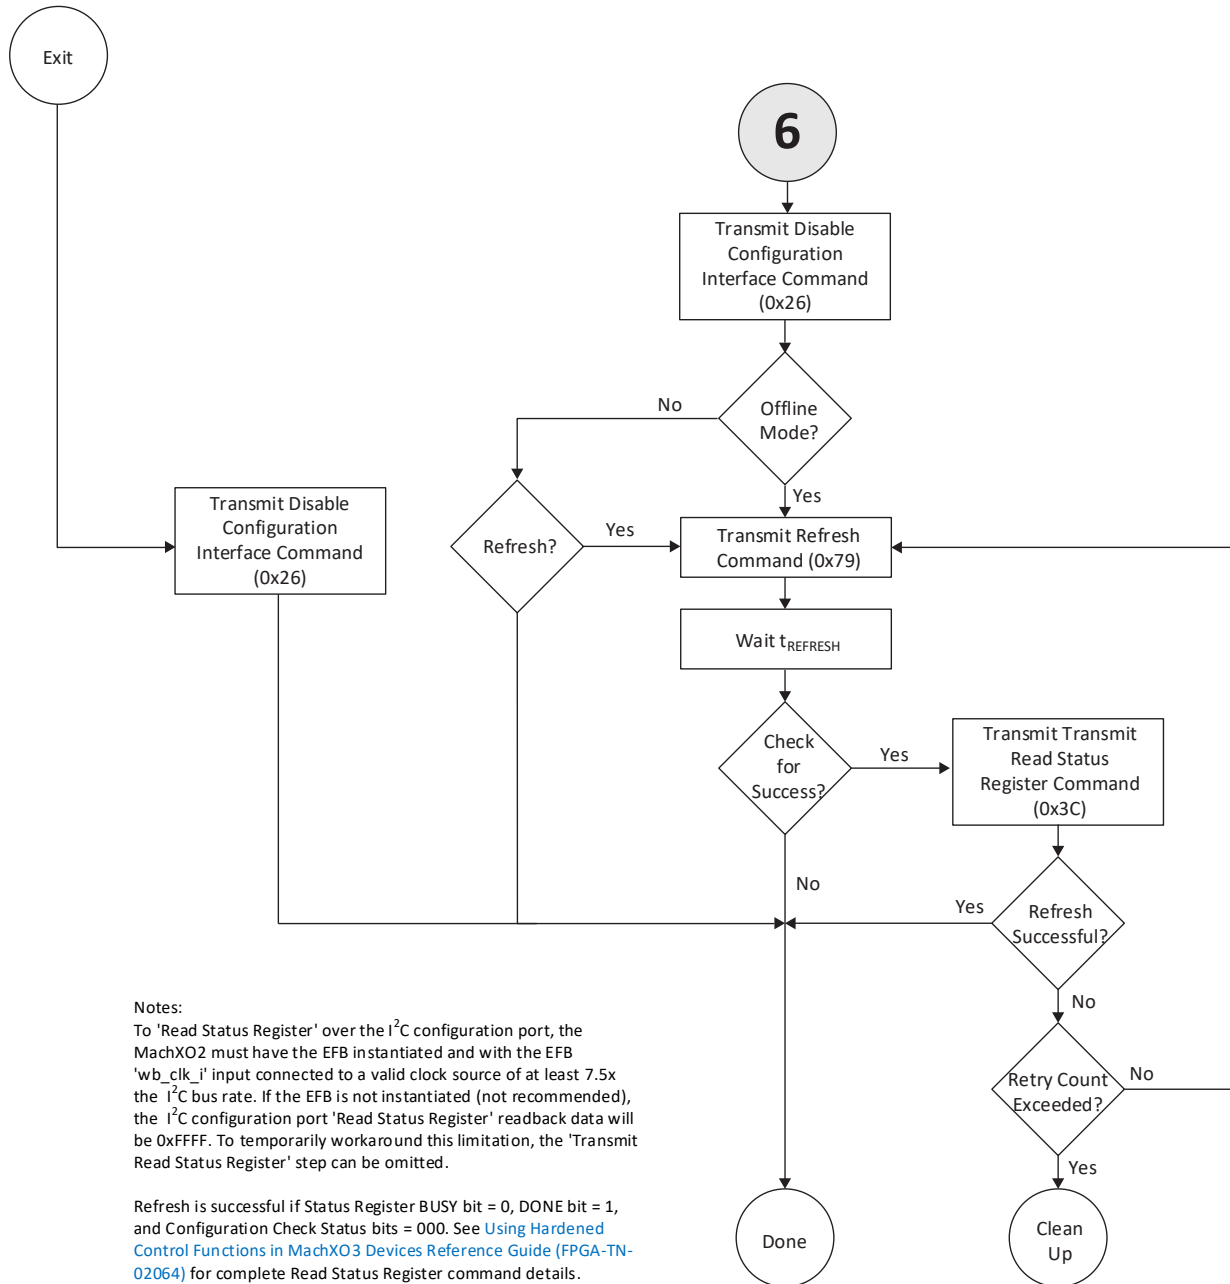 Exit
6
Transmit Disable
Configuration
Interface Command
(0x26)
No
Offline
Mode?
Yes
Transmit Disable
Configuration
Interface Command
(0x26)
Refresh?
Yes
Transmit Refresh
Command (0x79)
Wait tREFRESH
Check
for
Success?
Yes
Transmit Transmit
Read Status
Register Command
(0x3C)
No
Yes
Refresh
Successful?
No
Retry Count
Exceeded?
No
Yes
Done
Clean
Up
Notes:
To 'Read Status Register' over the I2C configuration port, the
MachXO2 must have the EFB instantiated and with the EFB
'wb_clk_i' input connected to a valid clock source of at least 7.5x
the I2C bus rate. If the EFB is not instantiated (not recommended),
the I2C configuration port 'Read Status Register' readback data will
be 0xFFFF. To temporarily workaround this limitation, the 'Transmit
Read Status Register' step can be omitted.
Refresh is successful if Status Register BUSY bit = 0, DONE bit = 1,
and Configuration Check Status bits = 000. See Using Hardened
Control Functions in MachXO3 Devices Reference Guide (FPGA-TN-
02064) for complete Read Status Register command details.